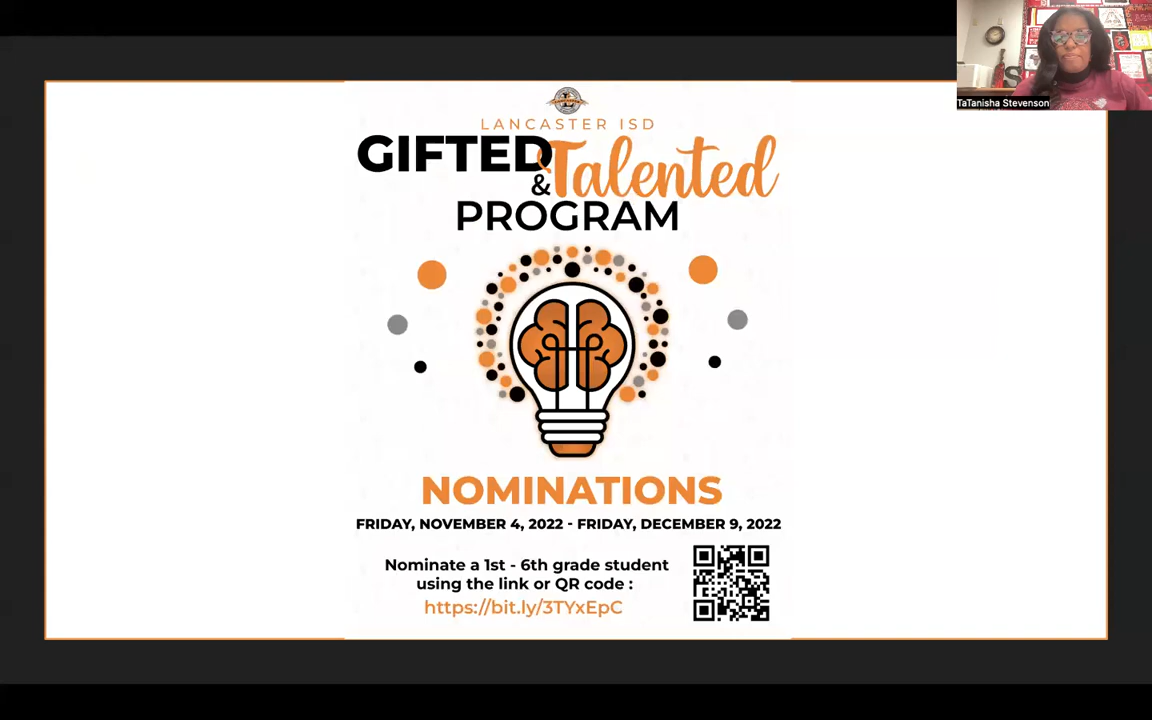 TaTanisha Stevenson
LANCASTER ISD
GIFTED
& Talented
PROGRAM
NOMINATIONS
FRIDAY, NOVEMBER 4, 2022 - FRIDAY, DECEMBER 9, 2022
Nominate a 1st - 6th grade student
using the link or QR code :
https://bit.ly/3TYxEpC